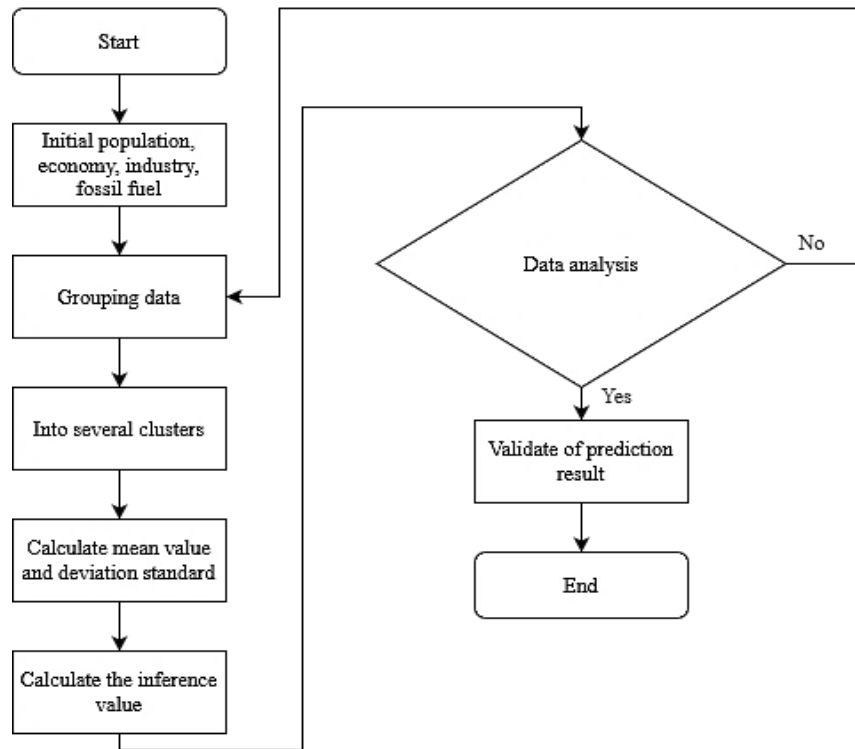 Start
Initial population,
economy, industry,
fossil fuel
Grouping data
Into several clusters
Calculate mean value
and deviation standard
Calculate the inference
value
Data analysis
No
Yes
Validate of prediction
result
End